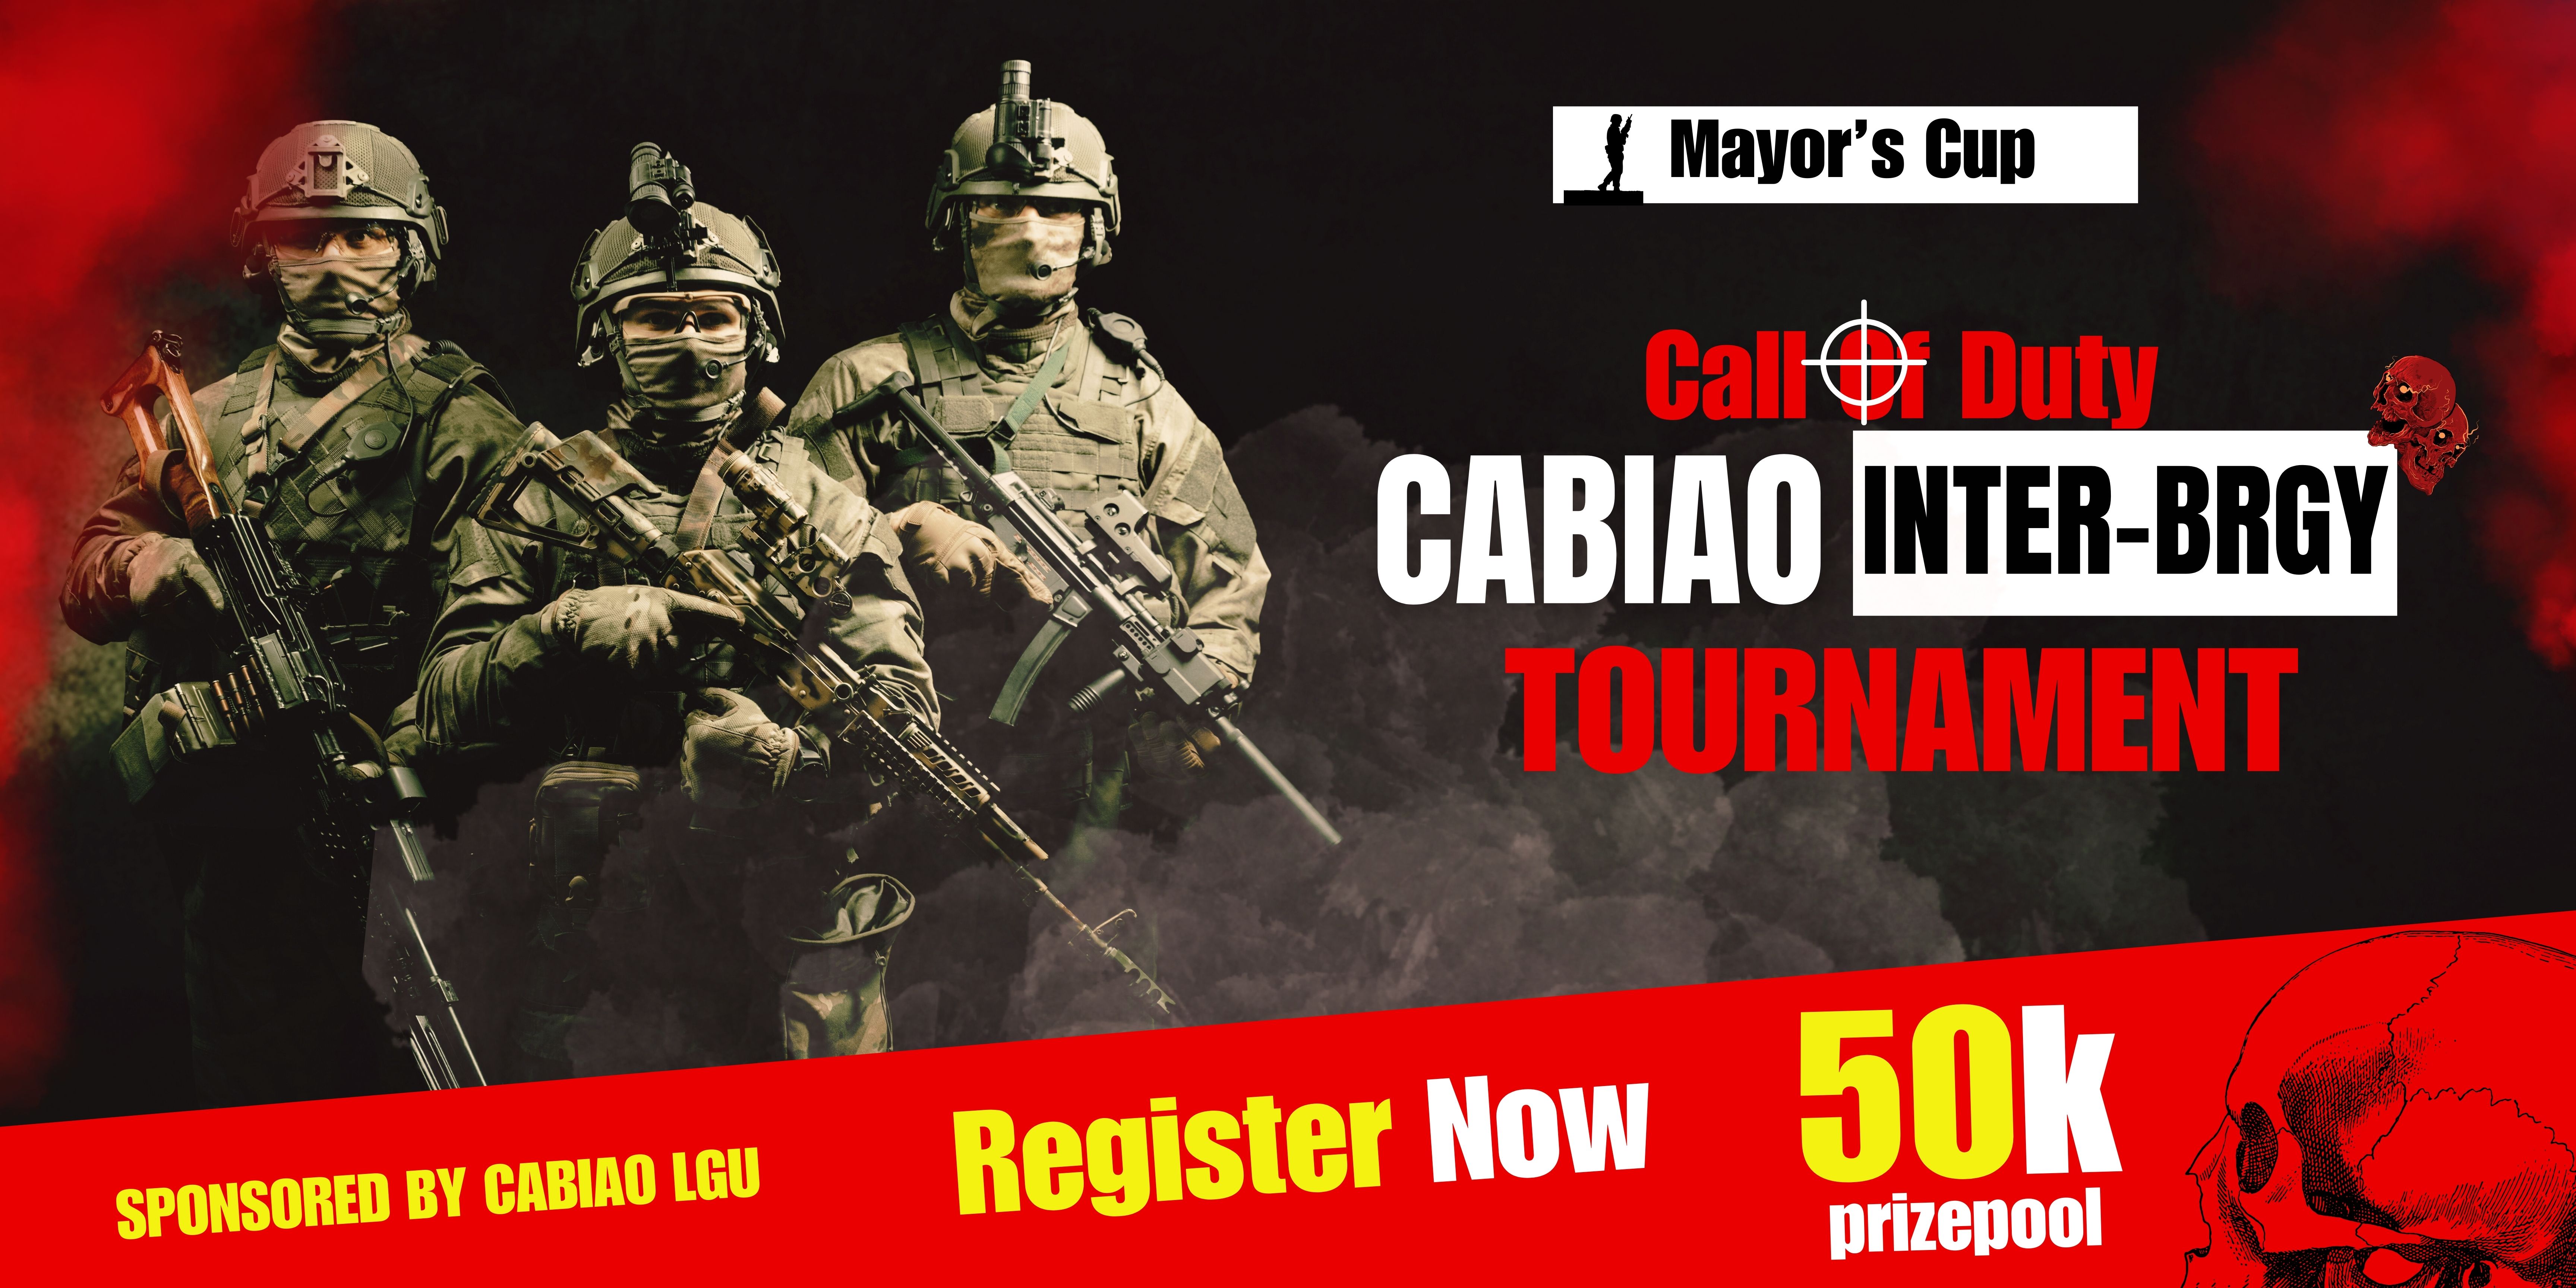 Mayor's Cup
Call Of Duty
CABIAO INTER-BRGY
TOURNAMENT
SPONSORED BY CABIAO LGU
Register Now
50k
prizepool